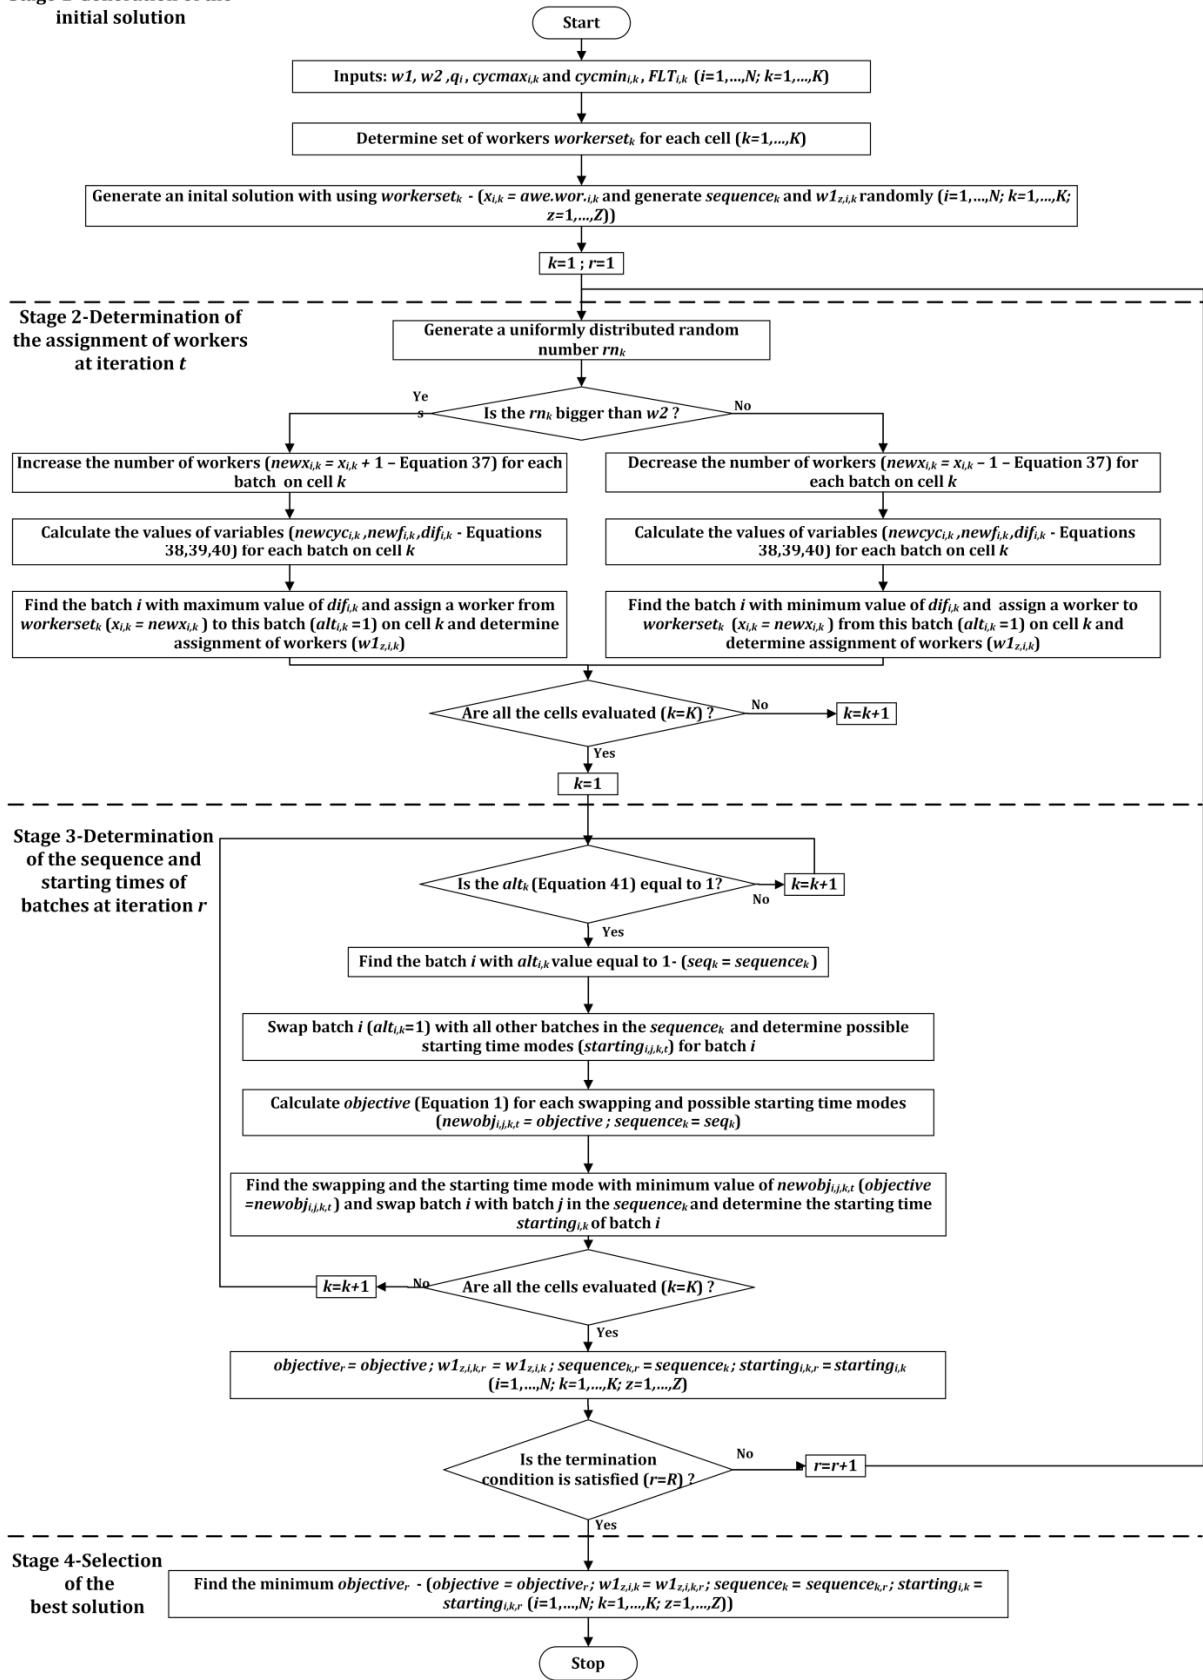 initial solution
Start
Inputs: w1, w2 ,qi, cycmaxi,k and cycmini,k, FLTi,k (i=1,...,N; k=1,...,K)
Determine set of workers workersetk for each cell (k=1,...,K)
Generate an inital solution with using workersetk - (xi,k = awe.wor.i,k and generate sequencek and w1z,i,k randomly (i=1,...,N; k=1,...,K;
z=1,...,Z))
k=1 ; r=1
Stage 2-Determination of
the assignment of workers
at iteration t
Generate a uniformly distributed random
number rnk
Ye
s
Is the rnk bigger than w2 ?
No
Increase the number of workers (newxi,k = xi,k + 1 – Equation 37) for each
batch on cell k
Decrease the number of workers (newxi,k = xi,k – 1 – Equation 37) for
each batch on cell k
Calculate the values of variables (newcyci,k ,newfi,k,difi,k - Equations
38,39,40) for each batch on cell k
Calculate the values of variables (newcyci,k ,newfi,k,difi,k - Equations
38,39,40) for each batch on cell k
Find the batch i with maximum value of difi,k and assign a worker from
workersetk (xi,k = newxi,k ) to this batch (alti,k =1) on cell k and determine
assignment of workers (w1z,i,k)
Find the batch i with minimum value of difi,k and assign a worker to
workersetk (xi,k = newxi,k ) from this batch (alti,k =1) on cell k and
determine assignment of workers (w1z,i,k)
Are all the cells evaluated (k=K) ?
No
k=k+1
Yes
k=1
Stage 3-Determination
of the sequence and
starting times of
batches at iteration r
Is the altk (Equation 41) equal to 1?
No
k=k+1
Yes
Find the batch i with alti,k value equal to 1- (seqk = sequencek )
Swap batch i (alti,k=1) with all other batches in the sequencek and determine possible
starting time modes (startingi,j,k,t) for batch i
Calculate objective (Equation 1) for each swapping and possible starting time modes
(newobji,j,k,t = objective ; sequencek = seqk)
Find the swapping and the starting time mode with minimum value of newobji,j,k,t (objective
=newobji,j,k,t ) and swap batch i with batch j in the sequencek and determine the starting time
startingi,k of batch i
k=k+1
No
Are all the cells evaluated (k=K) ?
Yes
objectiver = objective ; w1z,i,k,r = w1z,i,k ; sequencek,r = sequencek ; startingi,k,r = startingi,k
(i=1,...,N; k=1,...,K; z=1,...,Z)
Is the termination
condition is satisfied (r=R) ?
No
r=r+1
Yes
Stage 4-Selection
of the
best solution
Find the minimum objectiver - (objective = objectiver ; w1z,i,k = w1z,i,k,r ; sequencek = sequencek,r ; startingi,k =
startingi,k,r (i=1,...,N; k=1,...,K; z=1,...,Z))
Stop